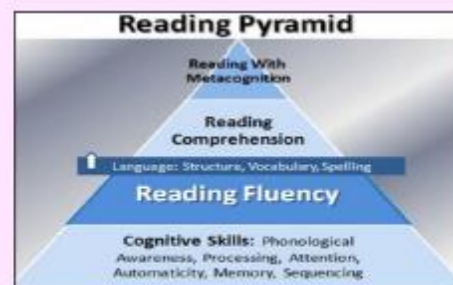 Reading Pyramid
Reading With
Metacognition
Reading
Comprehension
Language: Structure, Vocabulary, Spelling
Reading Fluency
Cognitive Skills: Phonological
Awareness, Processing, Attention,
Automaticity, Memory, Sequencing